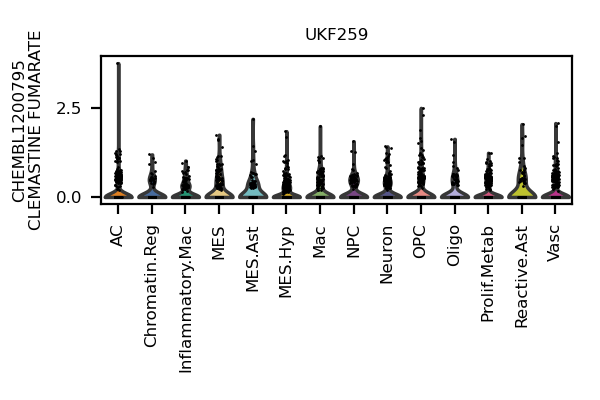 UKF259
CHEMBL1200795
CLEMASTINE FUMARATE
2.5
0.0
AC
Chromatin.Reg
Inflammatory.Mac
MES
MES.Ast
MES.Hyp
Mac
NPC
Neuron
OPC
Oligo
Prolif.Metab
Reactive.Ast
Vasc